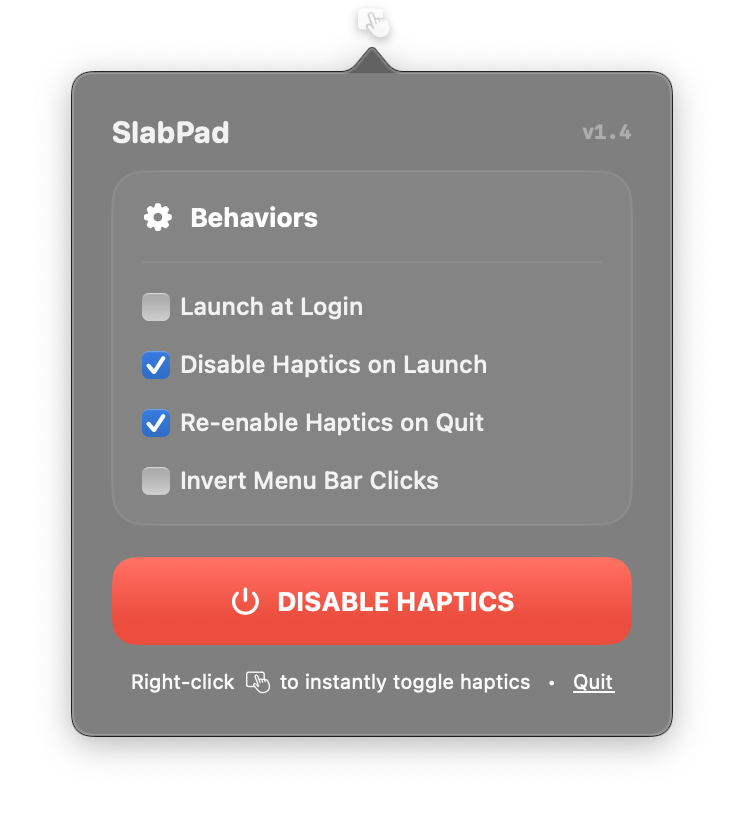 SlabPad v1.4
Behaviors
Launch at Login
Disable Haptics on Launch
Re-enable Haptics on Quit
Invert Menu Bar Clicks
DISABLE HAPTICS
Right-click to instantly toggle haptics • Quit